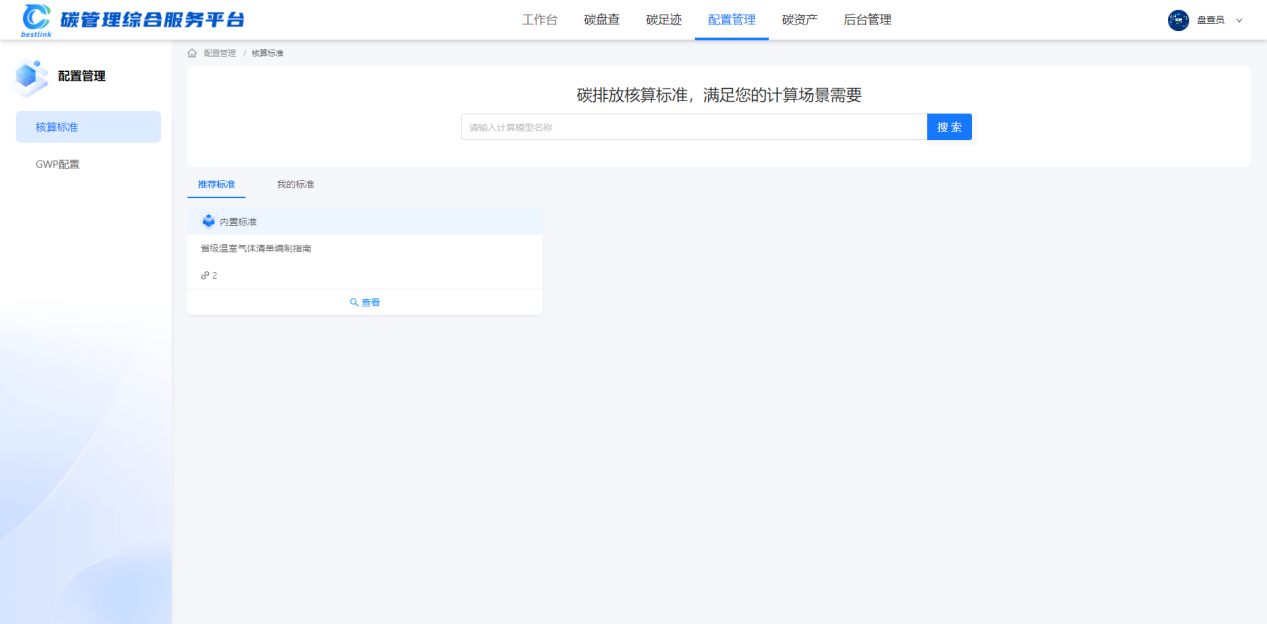 bestlink
碳管理综合服务平台
工作台 碳盘查 碳足迹 配置管理 碳资产 后台管理
盘查员
配置管理
核算标准
GWP配置
配置管理 / 核算标准
碳排放核算标准，满足您的计算场景需要
请输入计算模型名称
搜 索
推荐标准 我的标准
内置标准
省级温室气体清单编制指南
2
查看